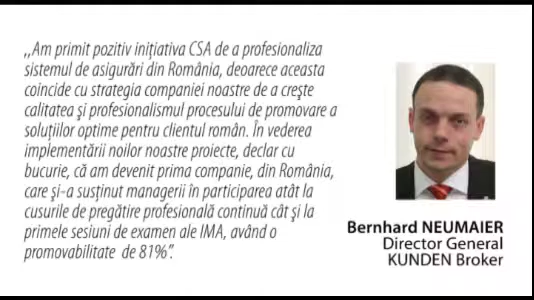 ,,Am primit pozitiv inițiativa CSA de a profesionaliza
sistemul de asigurări din România, deoarece aceasta
coincide cu strategia companiei noastre de a creşte
calitatea şi profesionalismul procesului de promovare a
soluțiilor optime pentru clientul român. În vederea
implementării noilor noastre proiecte, declar cu
bucurie, că am devenit prima companie, din România,
care şi-a susținut managerii în participarea atât la
cusurile de pregătire profesională continuă cât şi la
primele sesiuni de examen ale IMA, având o
promovabilitate de 81%”.
Bernhard NEUMAIER
Director General
KUNDEN Broker